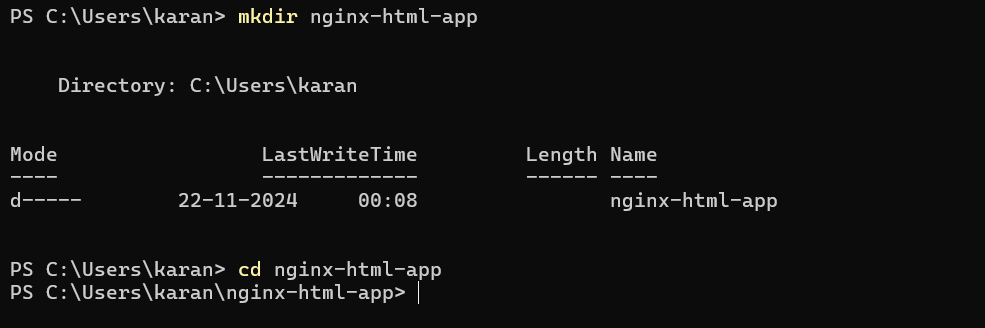 PS C:\Users\karan> mkdir nginx-html-app
Directory: C:\Users\karan
Mode LastWriteTime Length Name
---- ------------- ------ ----
d----- 22-11-2024 00:08 nginx-html-app
PS C:\Users\karan> cd nginx-html-app
PS C:\Users\karan\nginx-html-app>